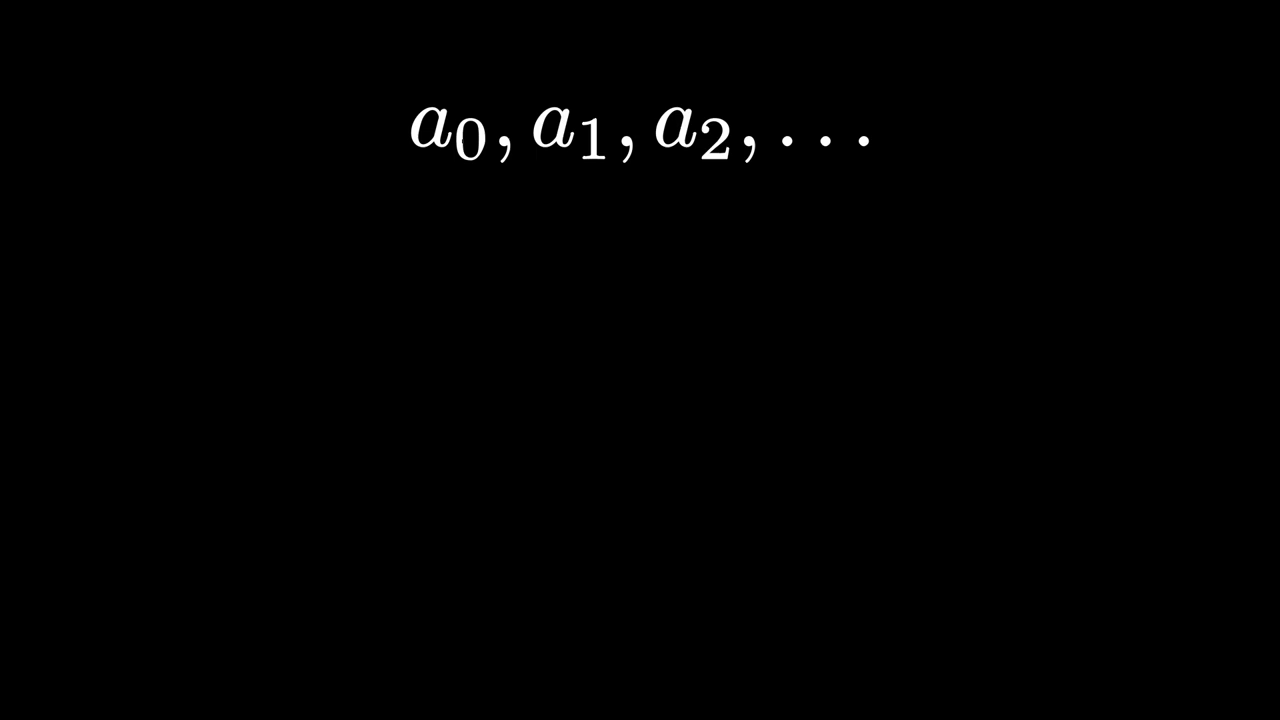 a₀, a₁, a₂, …